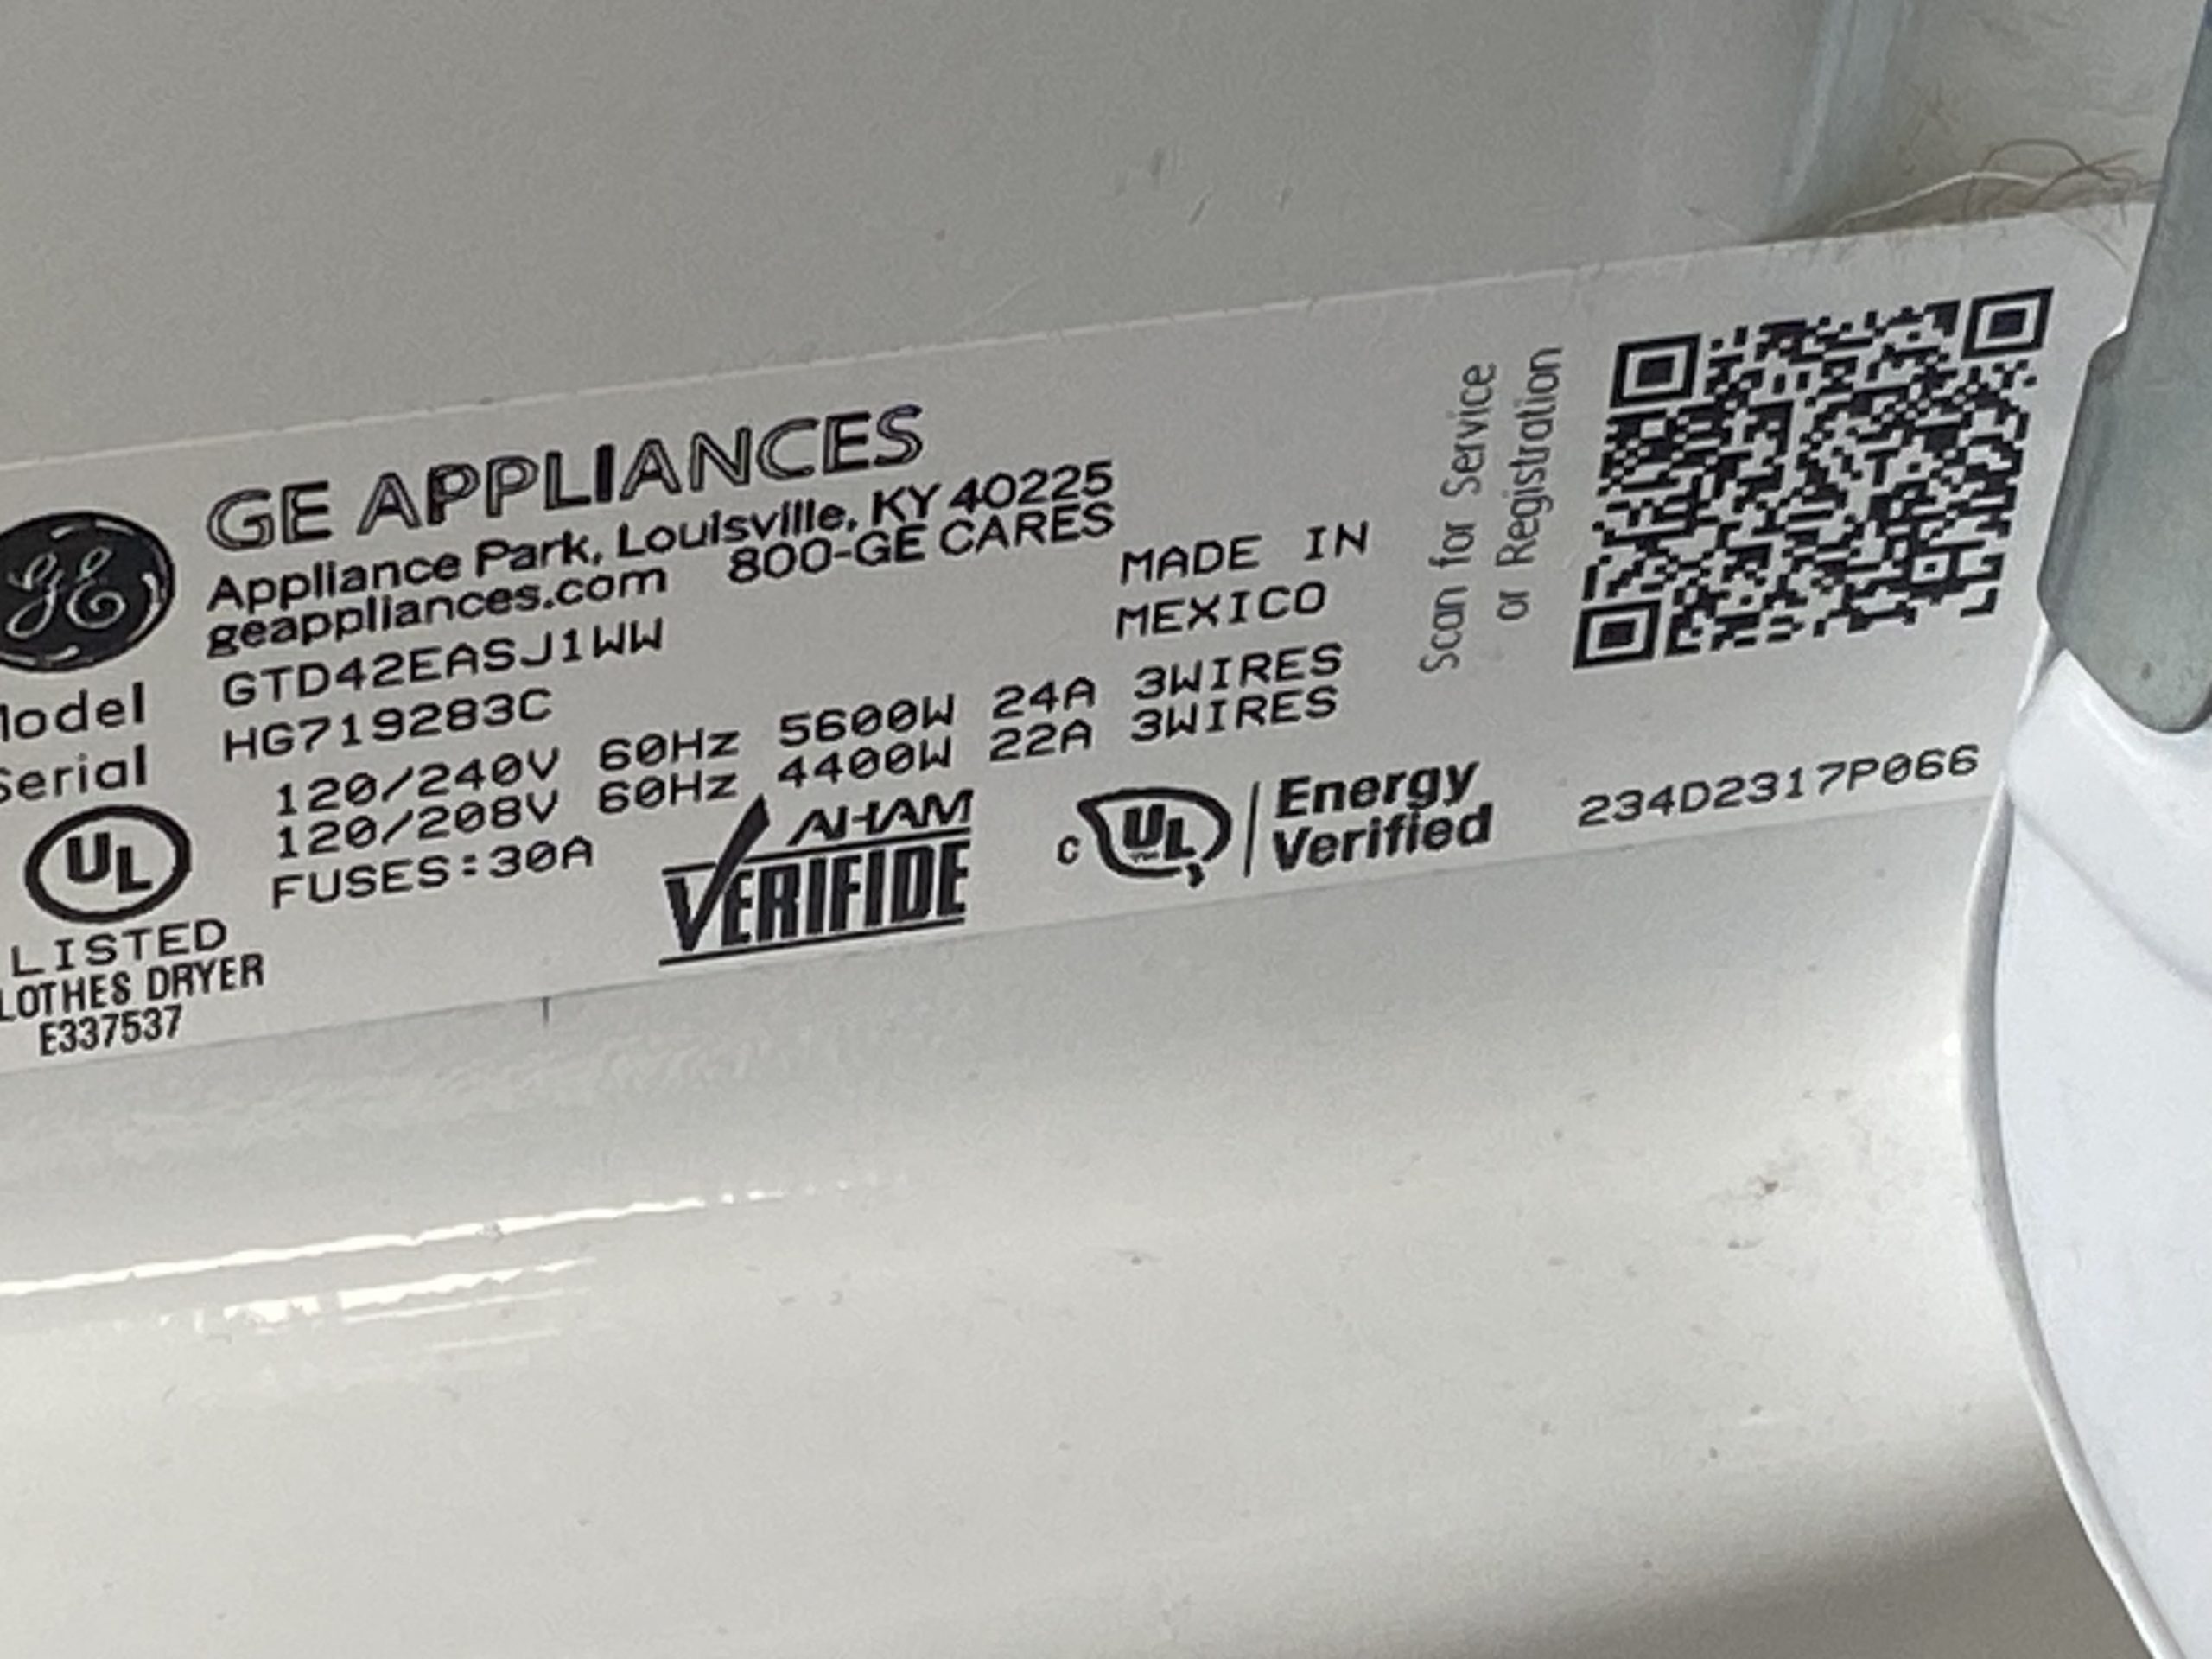 GE
GE APPLIANCES
Appliance Park, Louisville, KY 40225
geappliances.com 800-GE CARES
Model GTD42EASJ1WW
Serial HG719283C
MADE IN
MEXICO
120/240V 60Hz 5600W 24A 3WIRES
120/208V 60Hz 4400W 22A 3WIRES
FUSES:30A
UL
LISTED
CLOTHES DRYER
E337537
AHAM
VERIFIDE
c UL Energy
Verified
Scan for Service
or Registration
234D2317P066